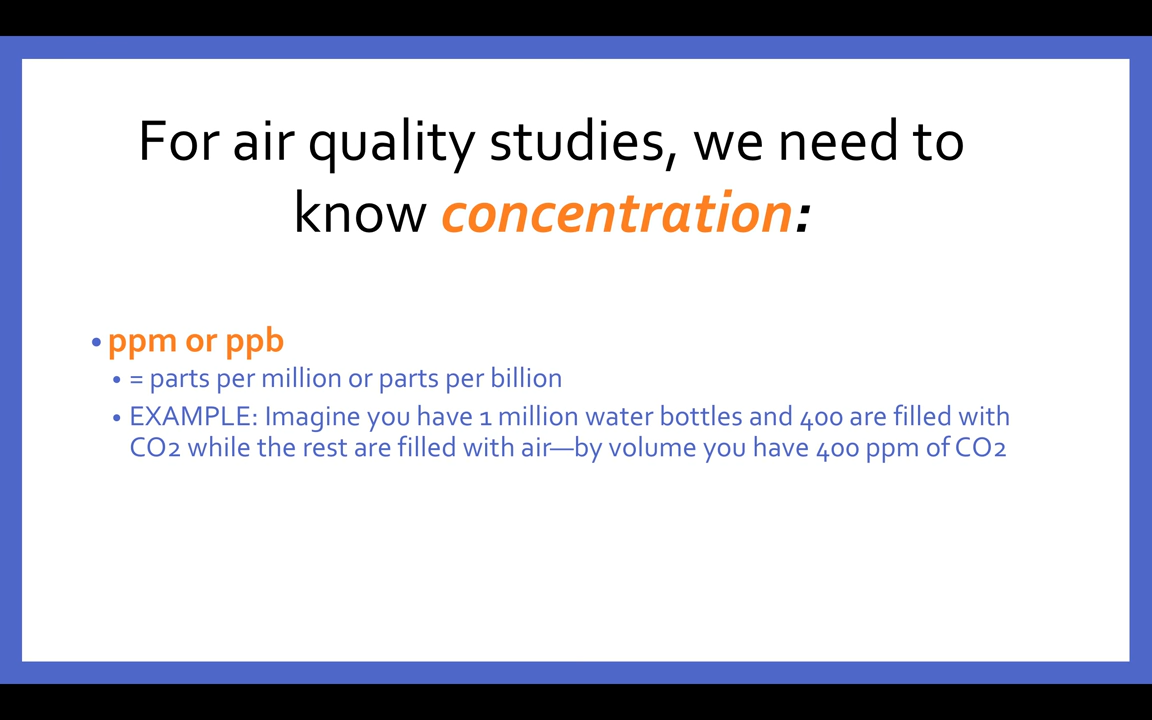 For air quality studies, we need to
know concentration:
• ppm or ppb
• = parts per million or parts per billion
• EXAMPLE: Imagine you have 1 million water bottles and 400 are filled with
CO2 while the rest are filled with air—by volume you have 400 ppm of CO2